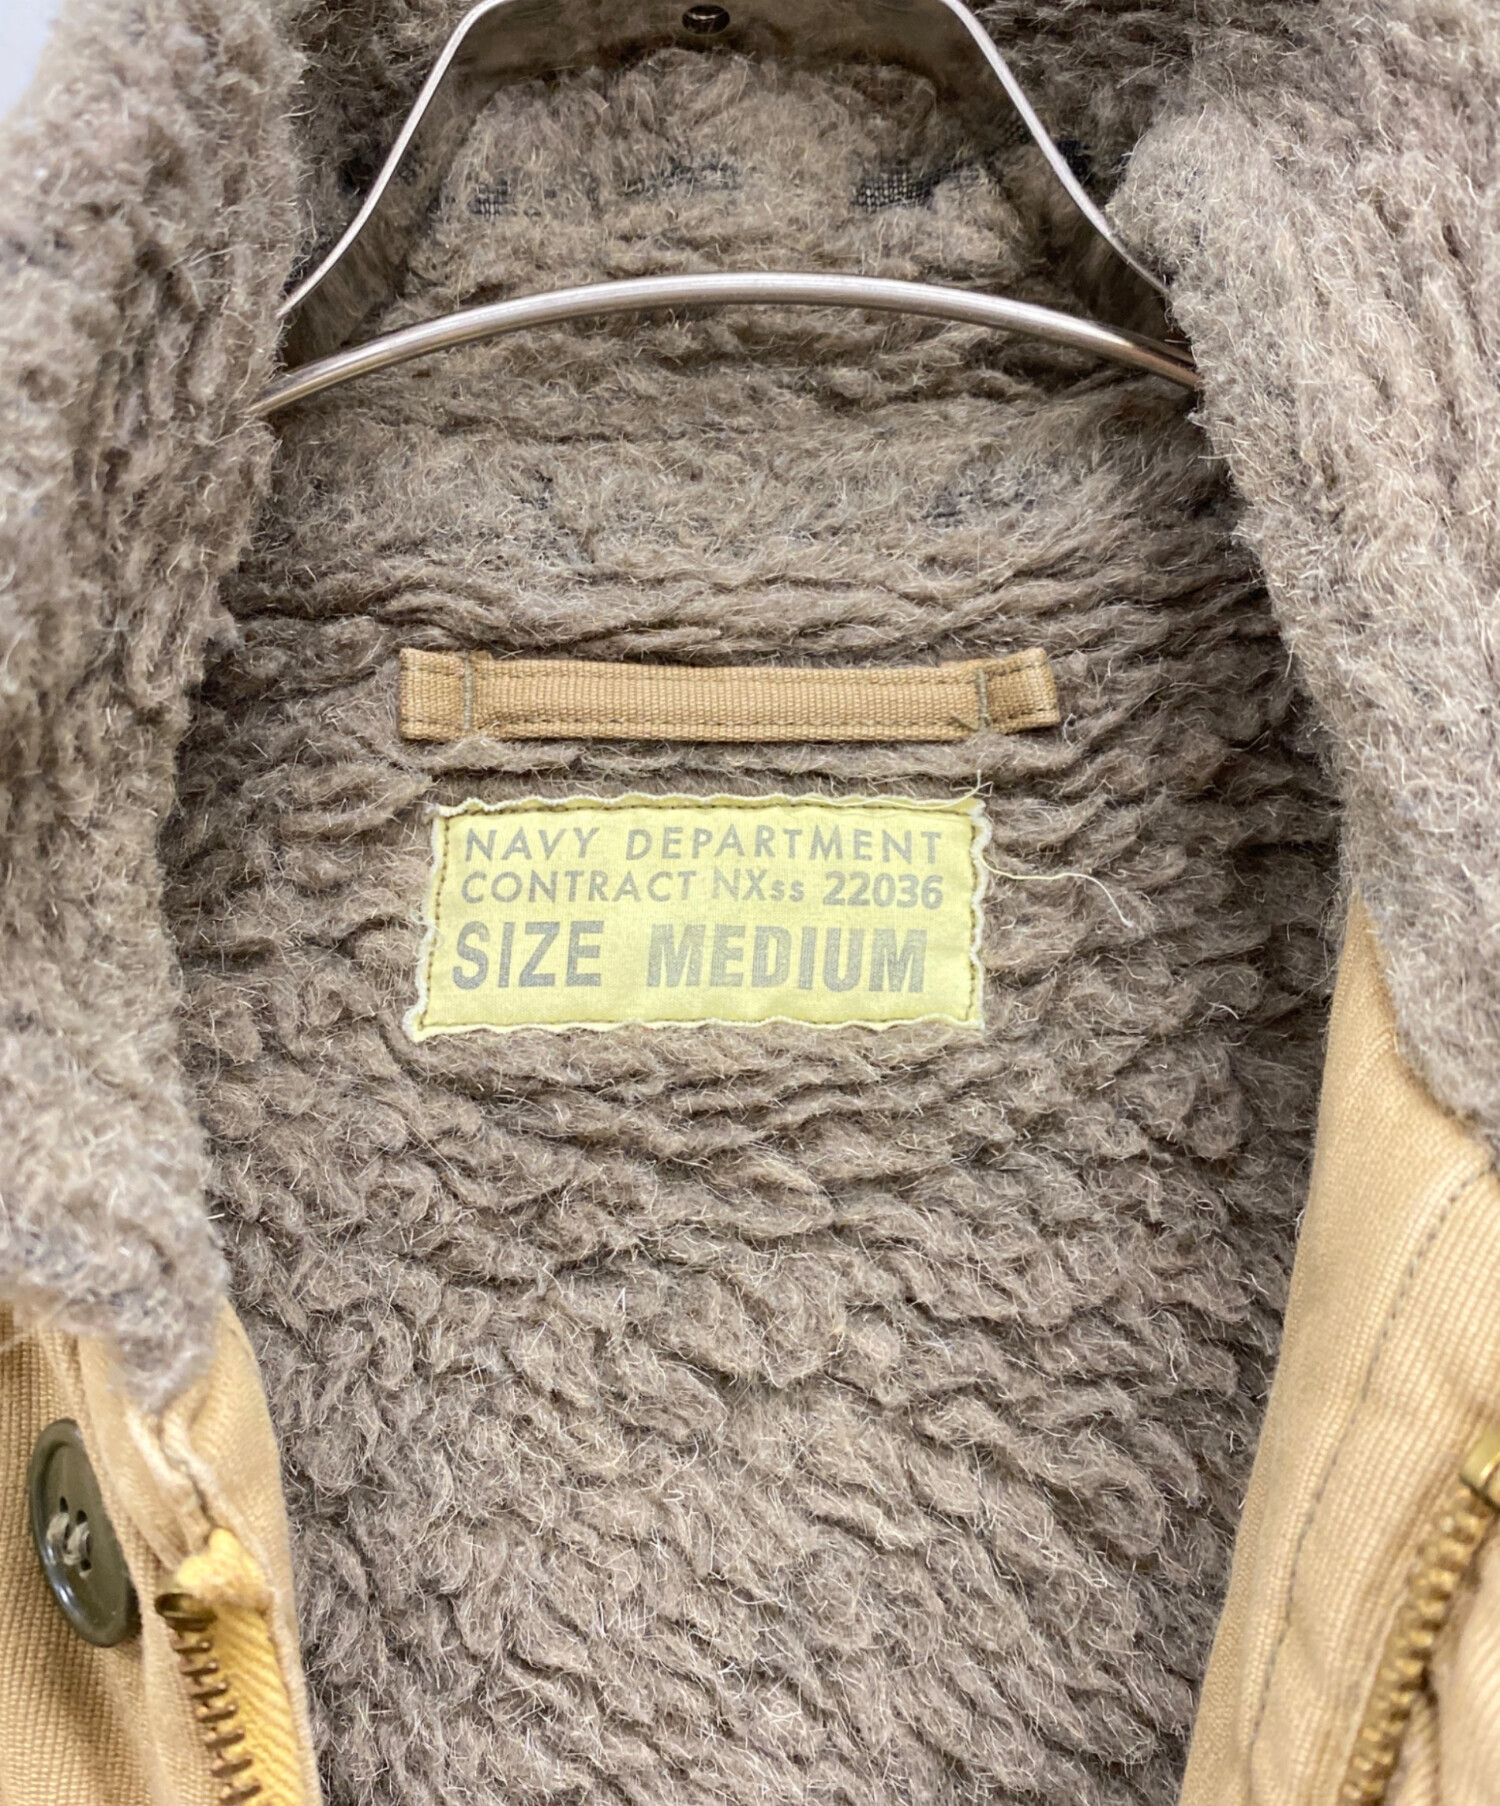 NAVY DEPARTMENT
CONTRACT NXss 22036
SIZE MEDIUM